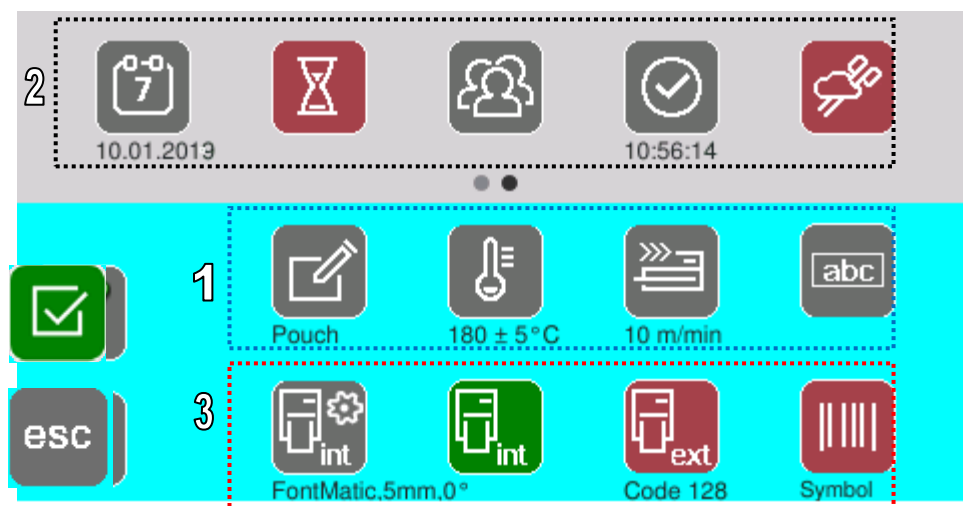 2
7
10.01.2019
10:56:14
1
abc
Pouch
180 ± 5°C
10 m/min
esc
3
int
int
ext
FontMatic,5mm,0°
Code 128
Symbol